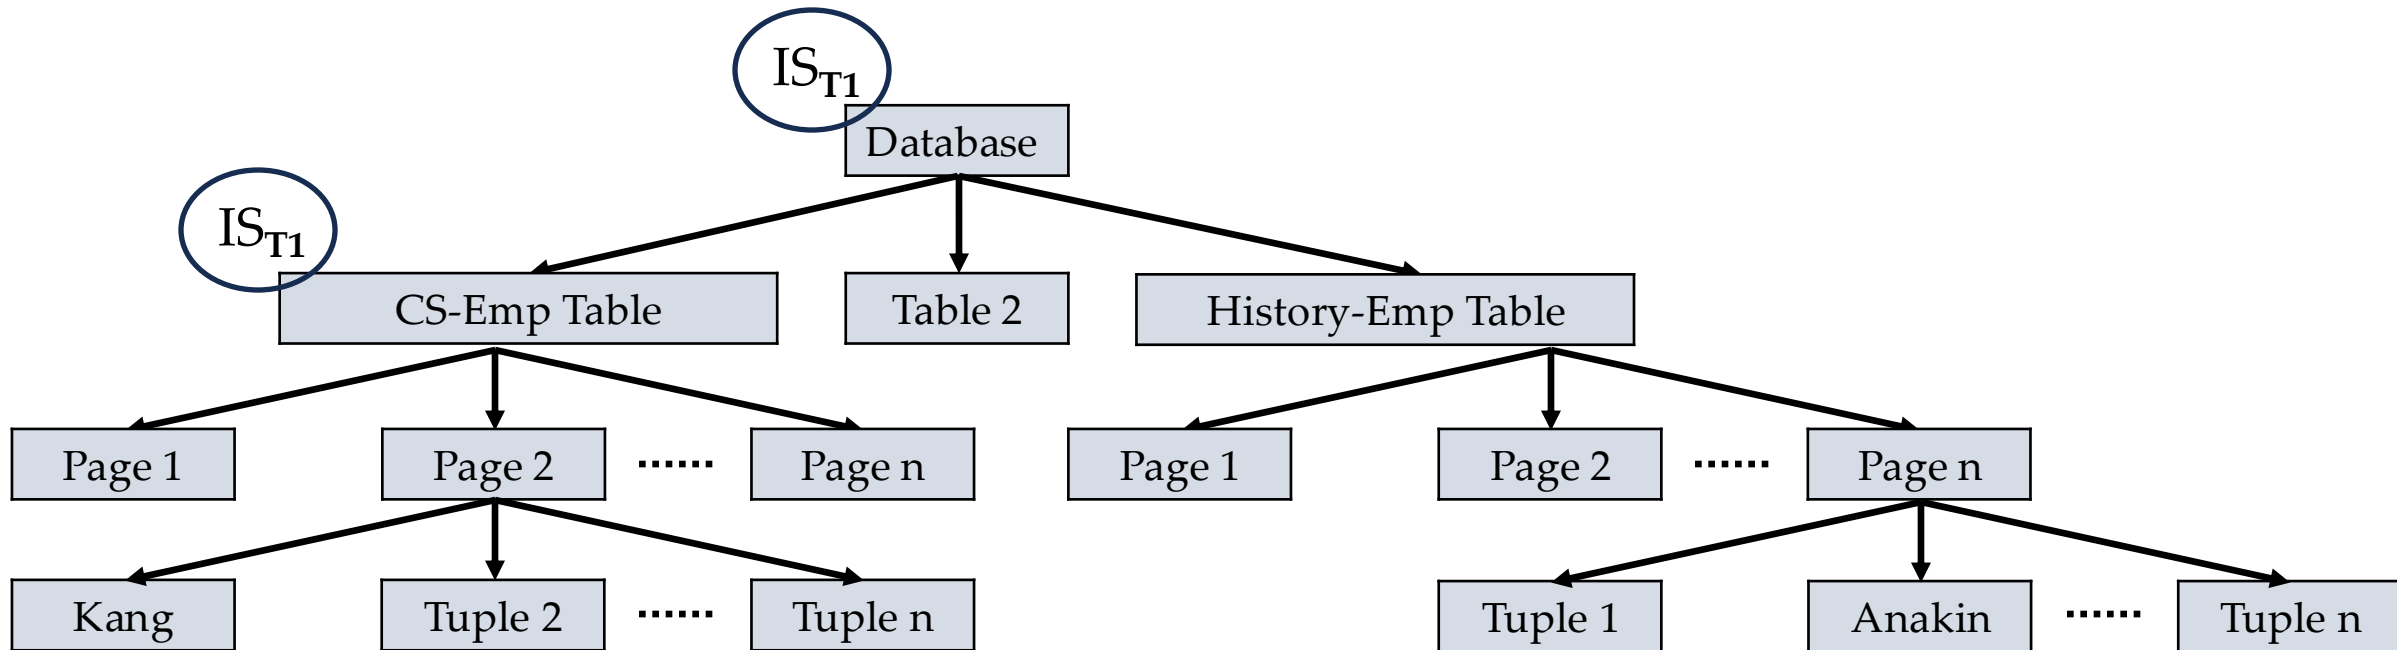 IST1
Database
IST1
CS-Emp Table
Table 2
History-Emp Table
Page 1
Page 2
......
Page n
Page 1
Page 2
......
Page n
Kang
Tuple 2
......
Tuple n
Tuple 1
Anakin
......
Tuple n